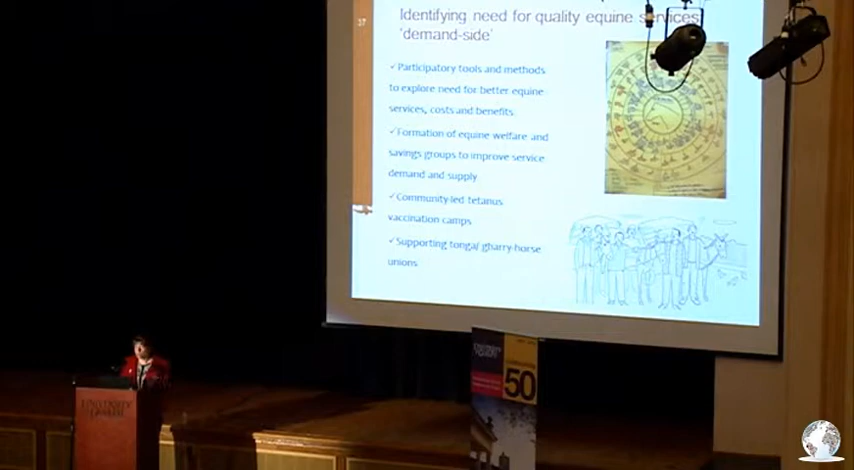 37
Identifying need for quality equine services
'demand-side'
✓Participatory tools and methods
to explore need for better equine
services, costs and benefits
✓Formation of equine welfare and
savings groups to improve service
demand and supply
✓Community-led tetanus
vaccination camps
✓Supporting tonga/ gharry-horse
unions
UNIVERSITY
50